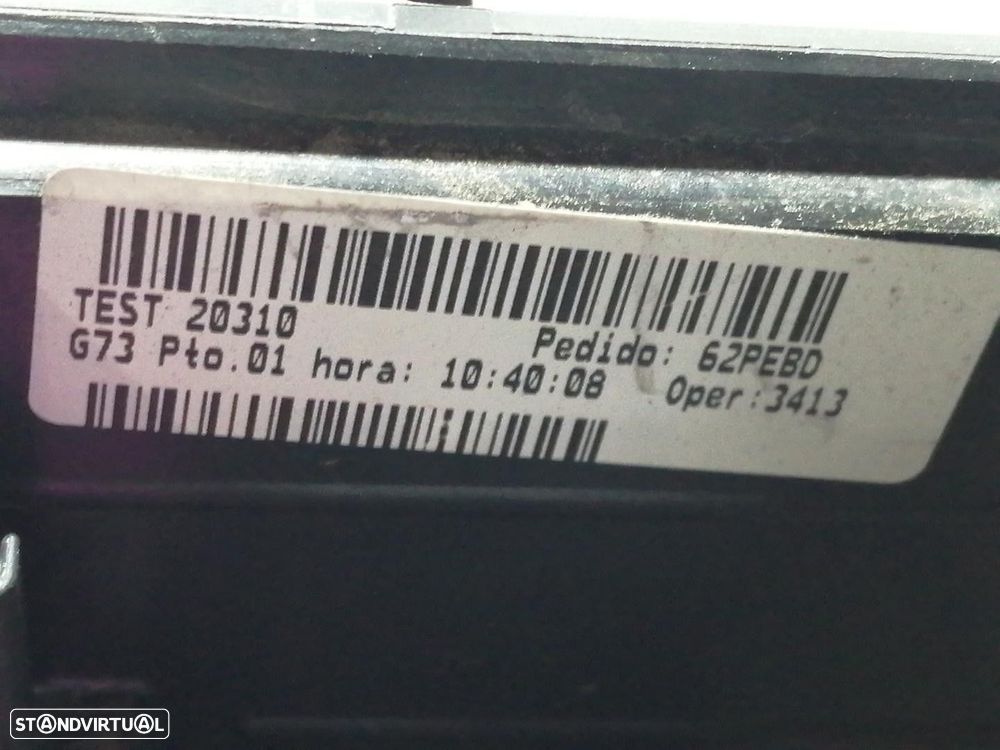 TEST 20310
Pedido: 62PEBD
G73 Pto.01 hora: 10:40:08 Oper:3413
STANDVIRTUAL